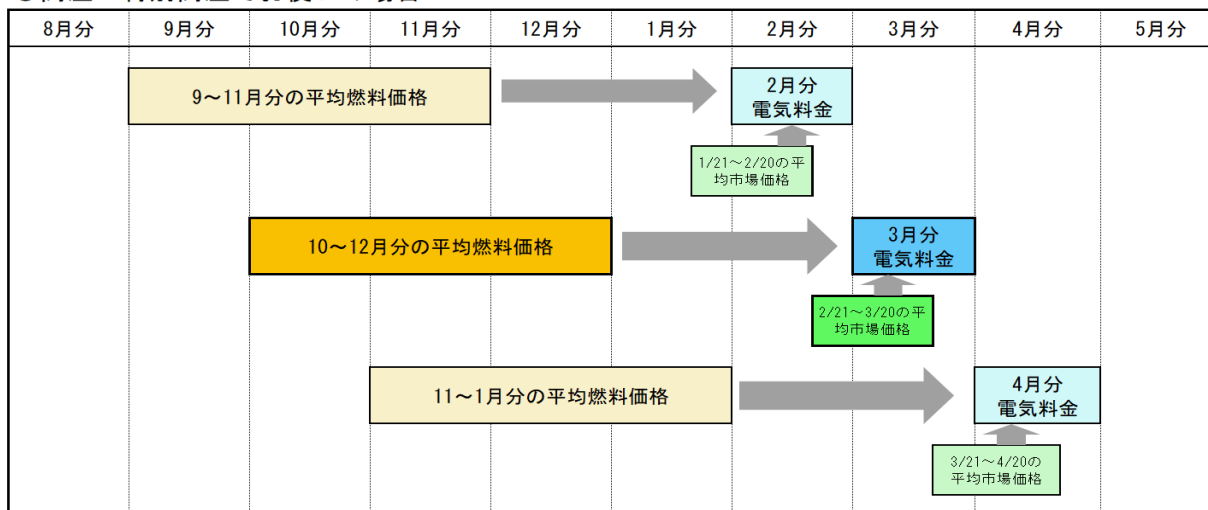 8月分
9月分
10月分
11月分
12月分
1月分
2月分
3月分
4月分
5月分
9～11月分の平均燃料価格
2月分
電気料金
1/21～2/20の平
均市場価格
10～12月分の平均燃料価格
3月分
電気料金
2/21～3/20の平
均市場価格
11～1月分の平均燃料価格
4月分
電気料金
3/21～4/20の
平均市場価格